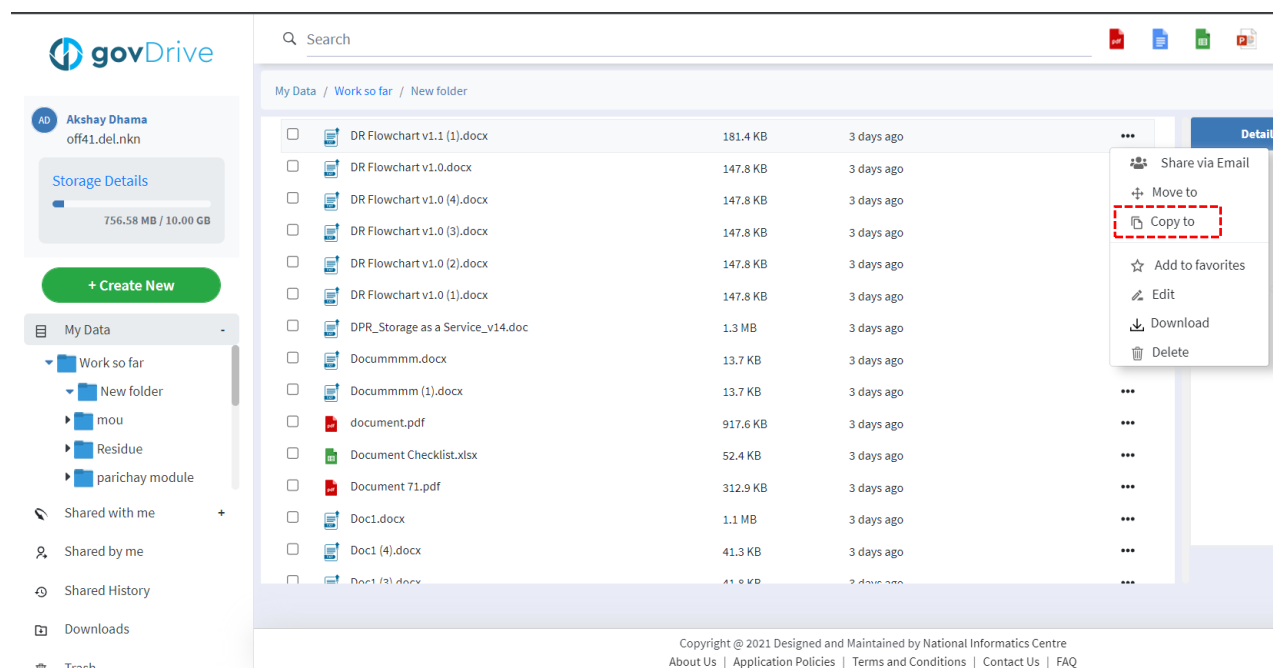 govDrive
Search
AD
Akshay Dhama
off41.del.nkn
Storage Details
756.58 MB / 10.00 GB
+ Create New
My Data -
Work so far
New folder
mou
Residue
parichay module
Shared with me +
Shared by me
Shared History
Downloads
Trash
My Data / Work so far / New folder
DR Flowchart v1.1 (1).docx 181.4 KB 3 days ago •••
DR Flowchart v1.0.docx 147.8 KB 3 days ago
DR Flowchart v1.0 (4).docx 147.8 KB 3 days ago
DR Flowchart v1.0 (3).docx 147.8 KB 3 days ago
DR Flowchart v1.0 (2).docx 147.8 KB 3 days ago
DR Flowchart v1.0 (1).docx 147.8 KB 3 days ago
DPR_Storage as a Service_v14.doc 1.3 MB 3 days ago
Docummmm.docx 13.7 KB 3 days ago
Docummmm (1).docx 13.7 KB 3 days ago •••
document.pdf 917.6 KB 3 days ago •••
Document Checklist.xlsx 52.4 KB 3 days ago •••
Document 71.pdf 312.9 KB 3 days ago •••
Doc1.docx 1.1 MB 3 days ago •••
Doc1 (4).docx 41.3 KB 3 days ago •••
Doc1 (3).docx 41.8 KB 3 days ago •••
Detail
Share via Email
Move to
Copy to
Add to favorites
Edit
Download
Delete
Copyright @ 2021 Designed and Maintained by National Informatics Centre
About Us | Application Policies | Terms and Conditions | Contact Us | FAQ